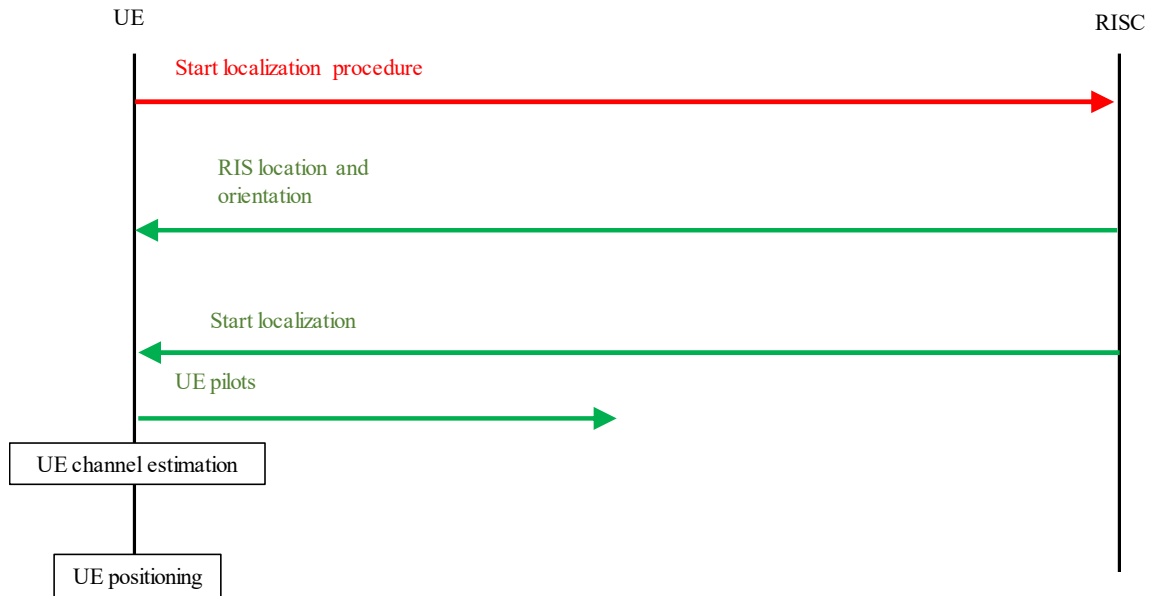 UE
RISC
Start localization procedure
RIS location and
orientation
Start localization
UE pilots
UE channel estimation
UE positioning